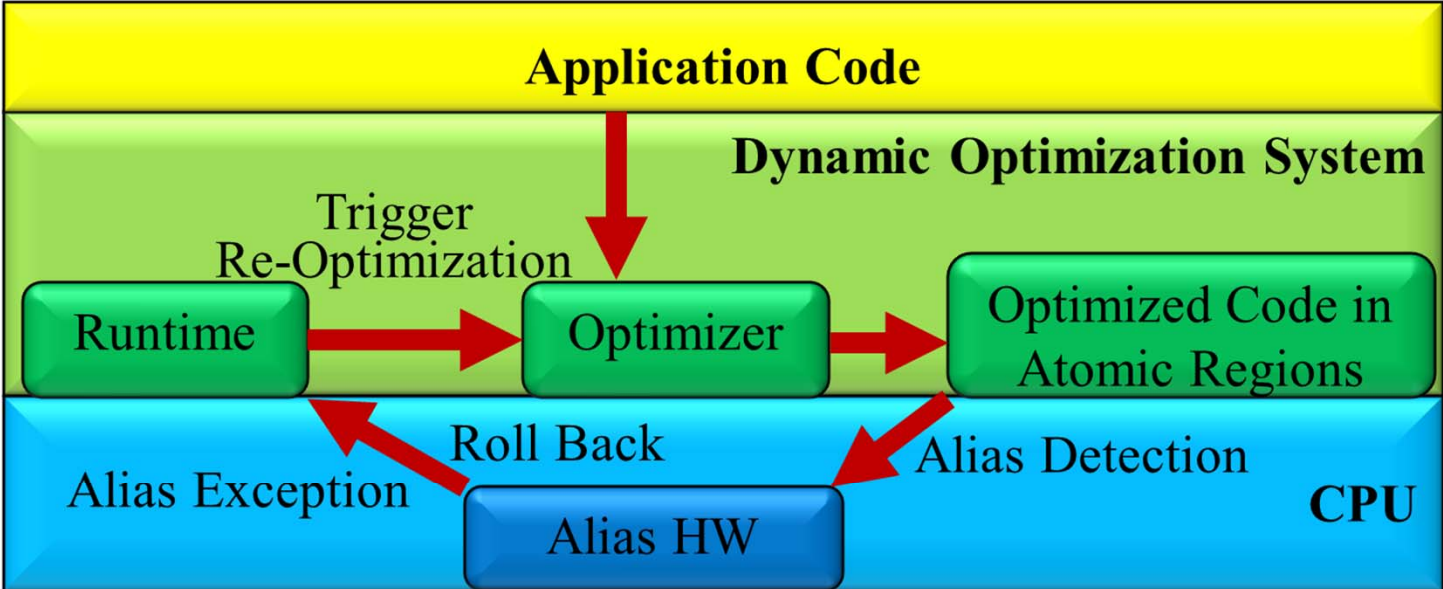 Application Code
Dynamic Optimization System
Trigger
Re-Optimization
Runtime
Optimizer
Optimized Code in
Atomic Regions
Roll Back
Alias Detection
Alias Exception
CPU
Alias HW